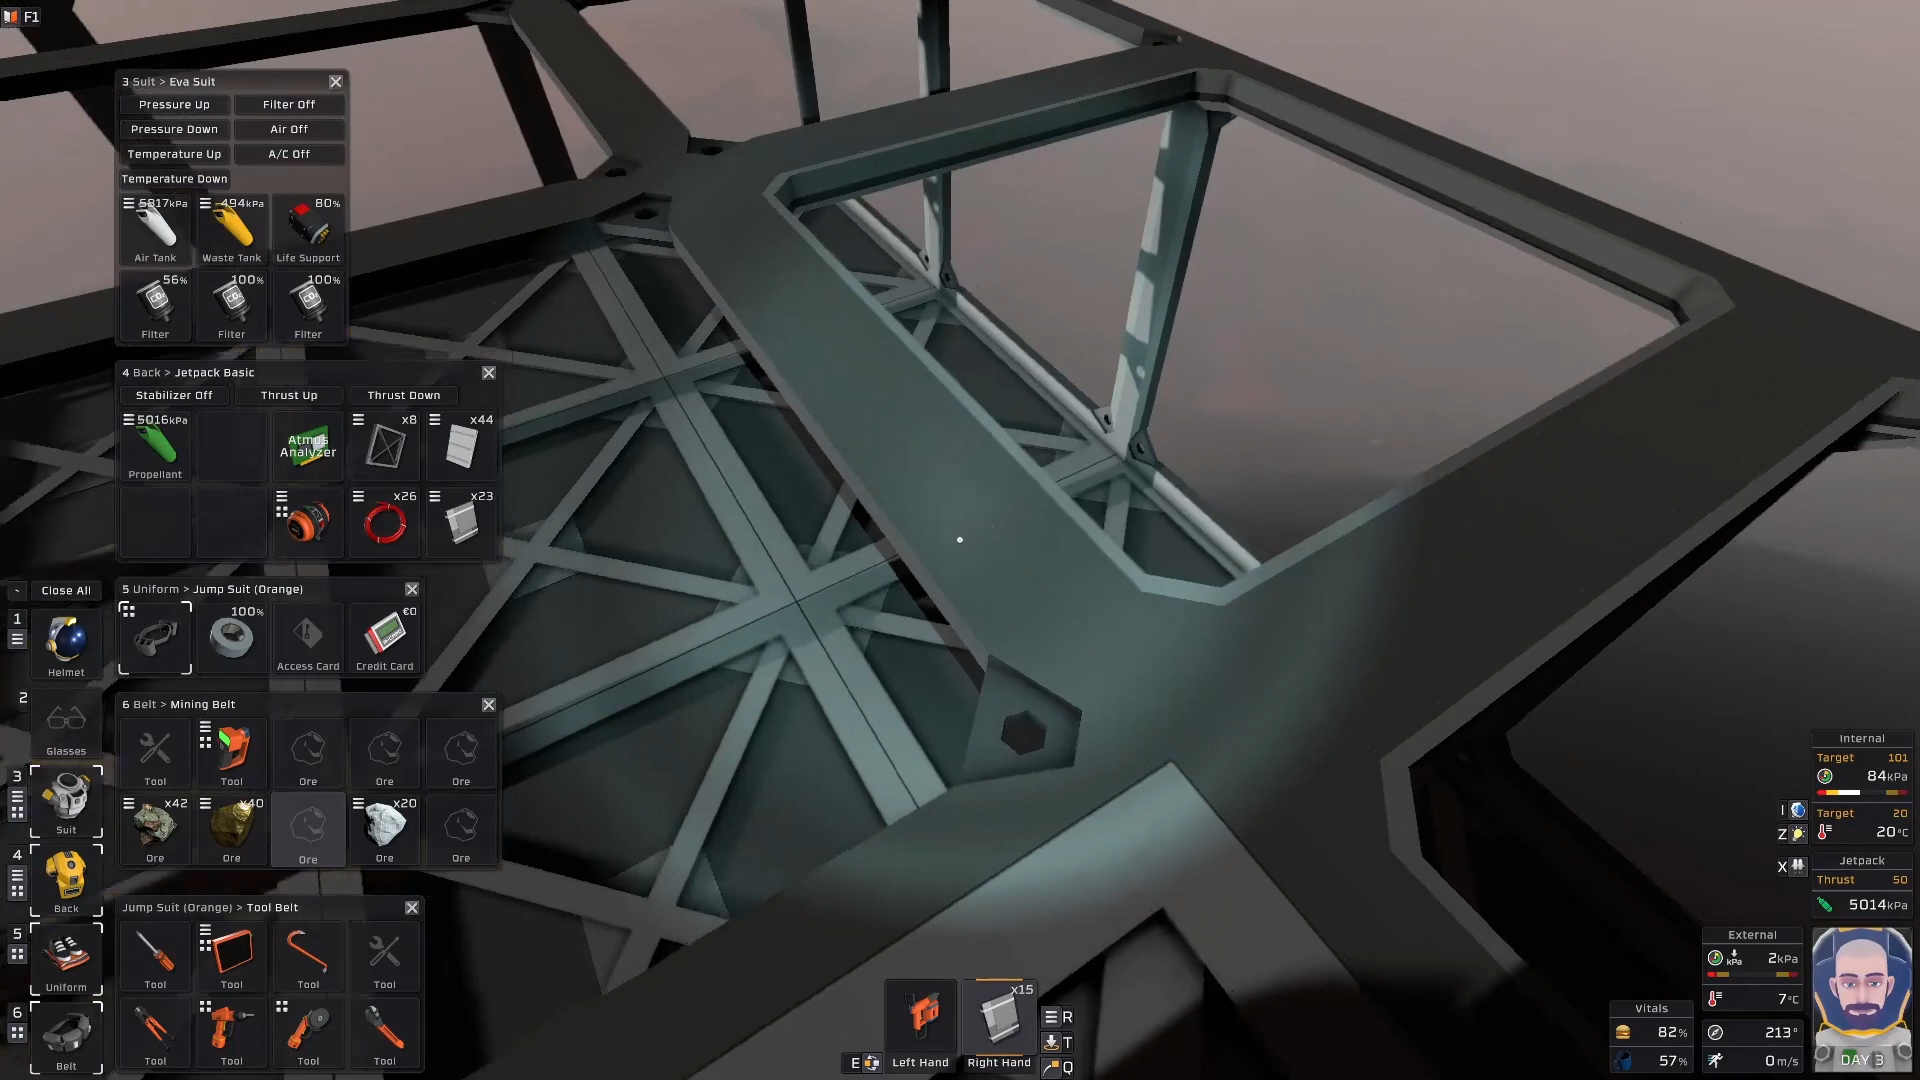 F1
3 Suit > Eva Suit
Pressure Up
Filter Off
Pressure Down
Air Off
Temperature Up
A/C Off
Temperature Down
5817kPa
494kPa
80%
Air Tank
Waste Tank
Life Support
56%
100%
100%
Filter
Filter
Filter
4 Back > Jetpack Basic
Stabilizer Off
Thrust Up
Thrust Down
5016kPa
Atmus
Analyzer
x8
x44
Propellant
x26
x23
~
Close All
5 Uniform > Jump Suit (Orange)
100%
€0
Access Card
Credit Card
1
Helmet
2
Glasses
3
Suit
4
Back
5
Uniform
6
Belt
6 Belt > Mining Belt
Tool
Tool
Ore
Ore
Ore
x42
x40
x20
Ore
Ore
Ore
Ore
Ore
Jump Suit (Orange) > Tool Belt
Tool
Tool
Tool
Tool
Tool
Tool
Tool
Tool
x15
E
Left Hand
Right Hand
R
T
Q
Internal
Target 101
84kPa
I
Target 20
Z
20°C
X
Jetpack
Thrust 50
5014kPa
External
kPa
2kPa
7°C
Vitals
82%
213°
57%
0m/s
DAY 3